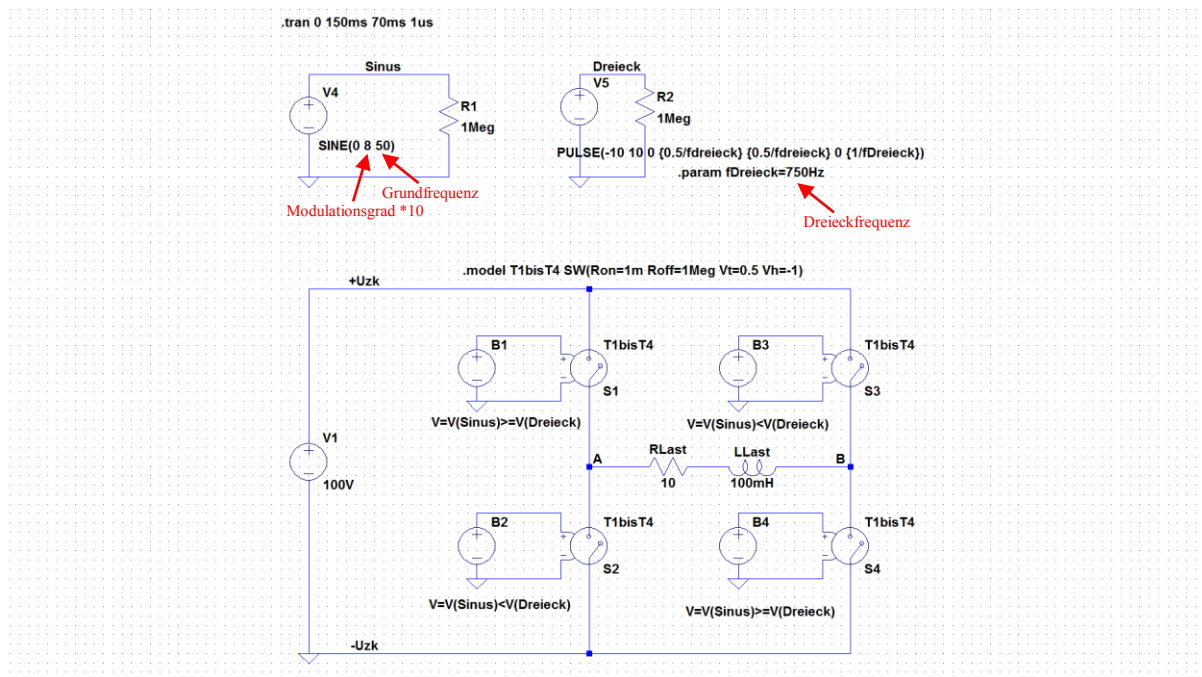 .tran 0 150ms 70ms 1us
Sinus
Dreieck
V4
V5
R1
1Meg
R2
1Meg
SINE(0 8 50)
PULSE(-10 10 0 {0.5/fdreieck} {0.5/fdreieck} 0 {1/fDreieck})
.param fDreieck=750Hz
Grundfrequenz
Modulationsgrad *10
Dreieckfrequenz
.model T1bisT4 SW(Ron=1m Roff=1Meg Vt=0.5 Vh=-1)
+Uzk
B1
T1bisT4
B3
T1bisT4
S1
S3
V=V(Sinus)>=V(Dreieck)
V=V(Sinus)<V(Dreieck)
V1
100V
A
RLast
10
LLast
100mH
B
B2
T1bisT4
B4
T1bisT4
S2
S4
V=V(Sinus)<V(Dreieck)
V=V(Sinus)>=V(Dreieck)
-Uzk